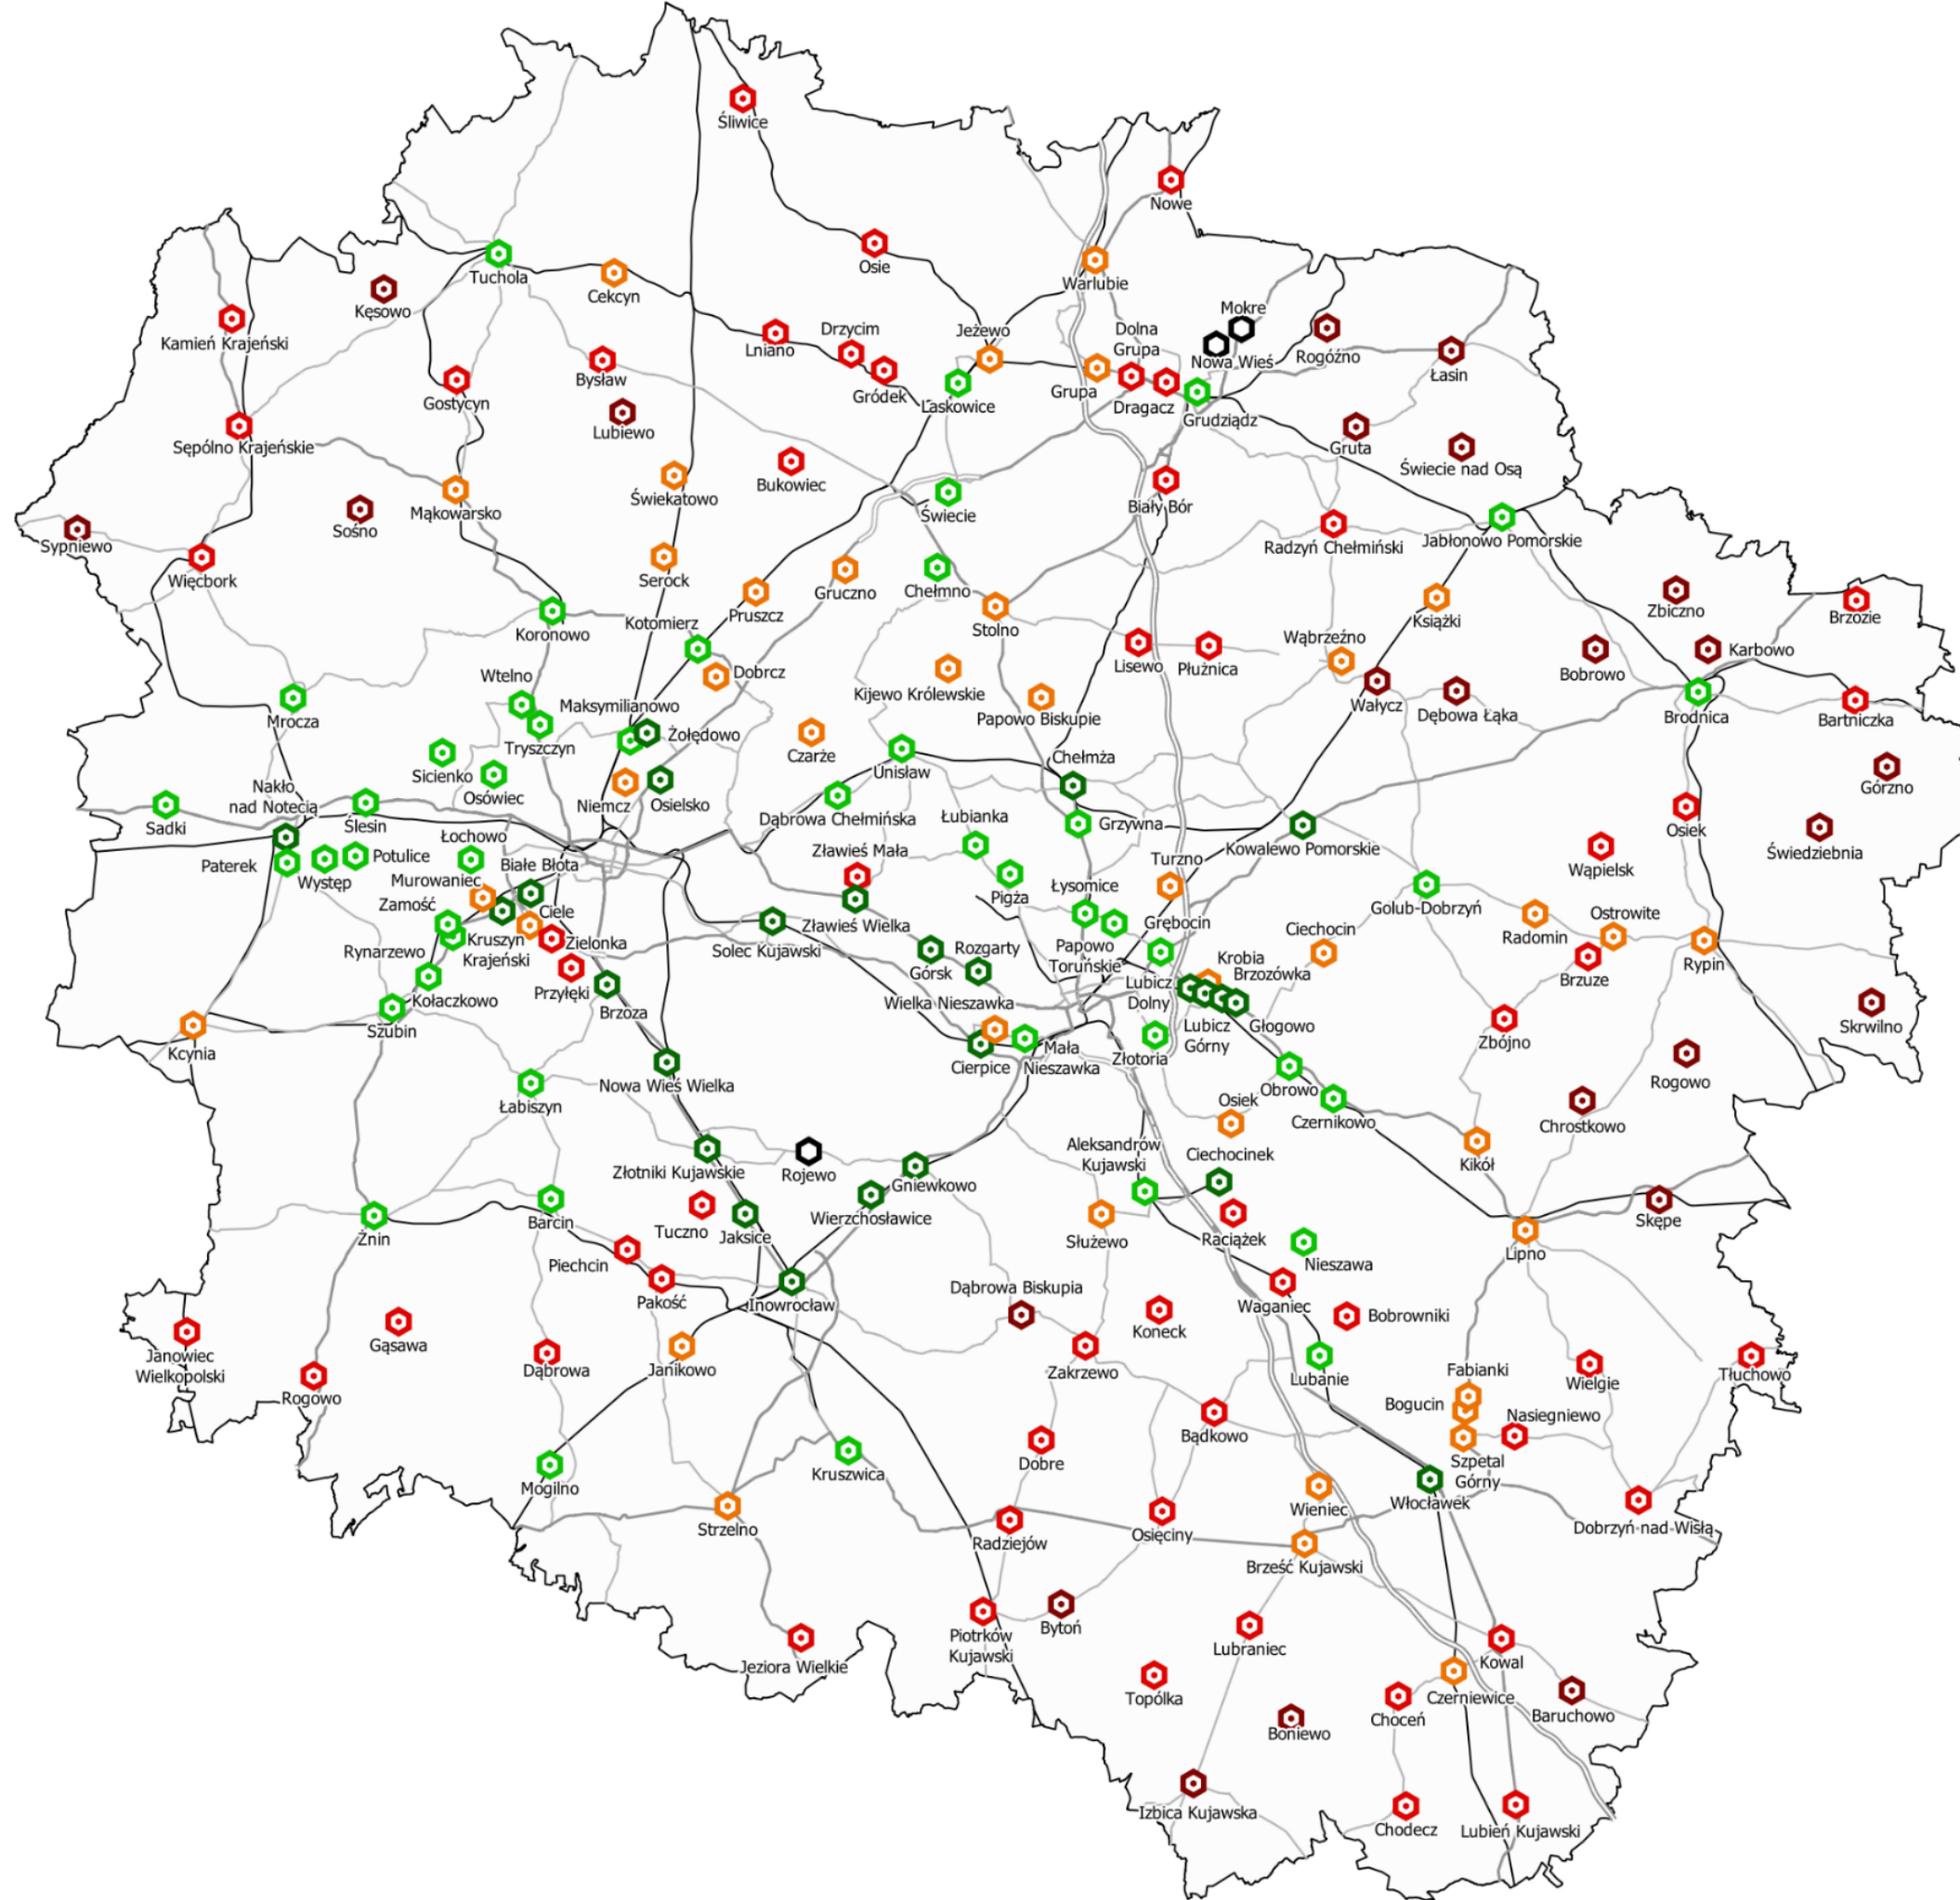 Śliwice
Nowe
Osie
Tuchola
Cekcyn
Warlubie
Kęsowo
Mokre
Kamień Krajeński
Drzycim
Jeżewo
Dolna
Grupa
Lniano
Nowa Wieś
Rogóźno
Bysław
Łasin
Gostycyn
Gródek
Laskowice
Grupa
Dragacz
Grudziądz
Lubiewo
Sępólno Krajeńskie
Gruta
Świecie nad Osą
Bukowiec
Świekatowo
Mąkowarsko
Biały Bór
Świecie
Sośno
Sypniewo
Radzyń Chełmiński
Jabłonowo Pomorskie
Więcbork
Serock
Gruczno
Chełmno
Pruszcz
Zbiczno
Brzozie
Książki
Kotomierz
Stolno
Koronowo
Wąbrzeźno
Karbowo
Lisewo
Płużnica
Bobrowo
Dobrcz
Wtelno
Kijewo Królewskie
Maksymilianowo
Papowo Biskupie
Wałycz
Dębowa Łąka
Brodnica
Bartniczka
Mrocza
Żołędowo
Tryszczyn
Czarże
Chełmża
Sicienko
Unisław
Górzno
Nakło
nad Notecią
Osówiec
Niemcz
Osielsko
Dąbrowa Chełmińska
Łubianka
Grzywna
Sadki
Ślesin
Osiek
Łochowo
Kowalewo Pomorskie
Zławieś Mała
Świedziebnia
Paterek
Potulice
Białe Błota
Turzno
Wąpielsk
Występ
Murowaniec
Pigża
Łysomice
Zamość
Ciele
Golub-Dobrzyń
Ostrowite
Zławieś Wielka
Grębocin
Ciechocin
Radomin
Kruszyn
Krajeński
Zielonka
Solec Kujawski
Rozgarty
Papowo
Toruńskie
Rynarzewo
Górsk
Krobia
Rypin
Brzozówka
Brzuze
Lubicz
Dolny
Przyłęki
Kołaczkowo
Wielka Nieszawka
Brzoza
Szubin
Lubicz
Górny
Głogowo
Skrwilno
Zbójno
Kcynia
Mała
Nieszawka
Złotoria
Cierpice
Rogowo
Nowa Wieś Wielka
Obrowo
Łabiszyn
Osiek
Czernikowo
Chrostkowo
Aleksandrów
Kujawski
Ciechocinek
Kikół
Złotniki Kujawskie
Rojewo
Gniewkowo
Wierzchosławice
Skępe
Barcin
Tuczno
Jaksice
Żnin
Służewo
Raciążek
Lipno
Piechcin
Nieszawa
Dąbrowa Biskupia
Pakość
Inowrocław
Waganiec
Bobrowniki
Koneck
Gąsawa
Janowiec
Wielkopolski
Dąbrowa
Janikowo
Zakrzewo
Fabianki
Lubanie
Wielgie
Tłuchowo
Rogowo
Bogucin
Nasiegniewo
Bądkowo
Dobre
Szpetal
Górny
Kruszwica
Mogilno
Wieniec
Włocławek
Strzelno
Dobrzyń nad Wisłą
Radziejów
Osięciny
Brześć Kujawski
Bytoń
Piotrków
Kujawski
Lubraniec
Jeziora Wielkie
Kowal
Topólka
Czerniewice
Choceń
Baruchowo
Boniewo
Izbica Kujawska
Chodecz
Lubień Kujawski